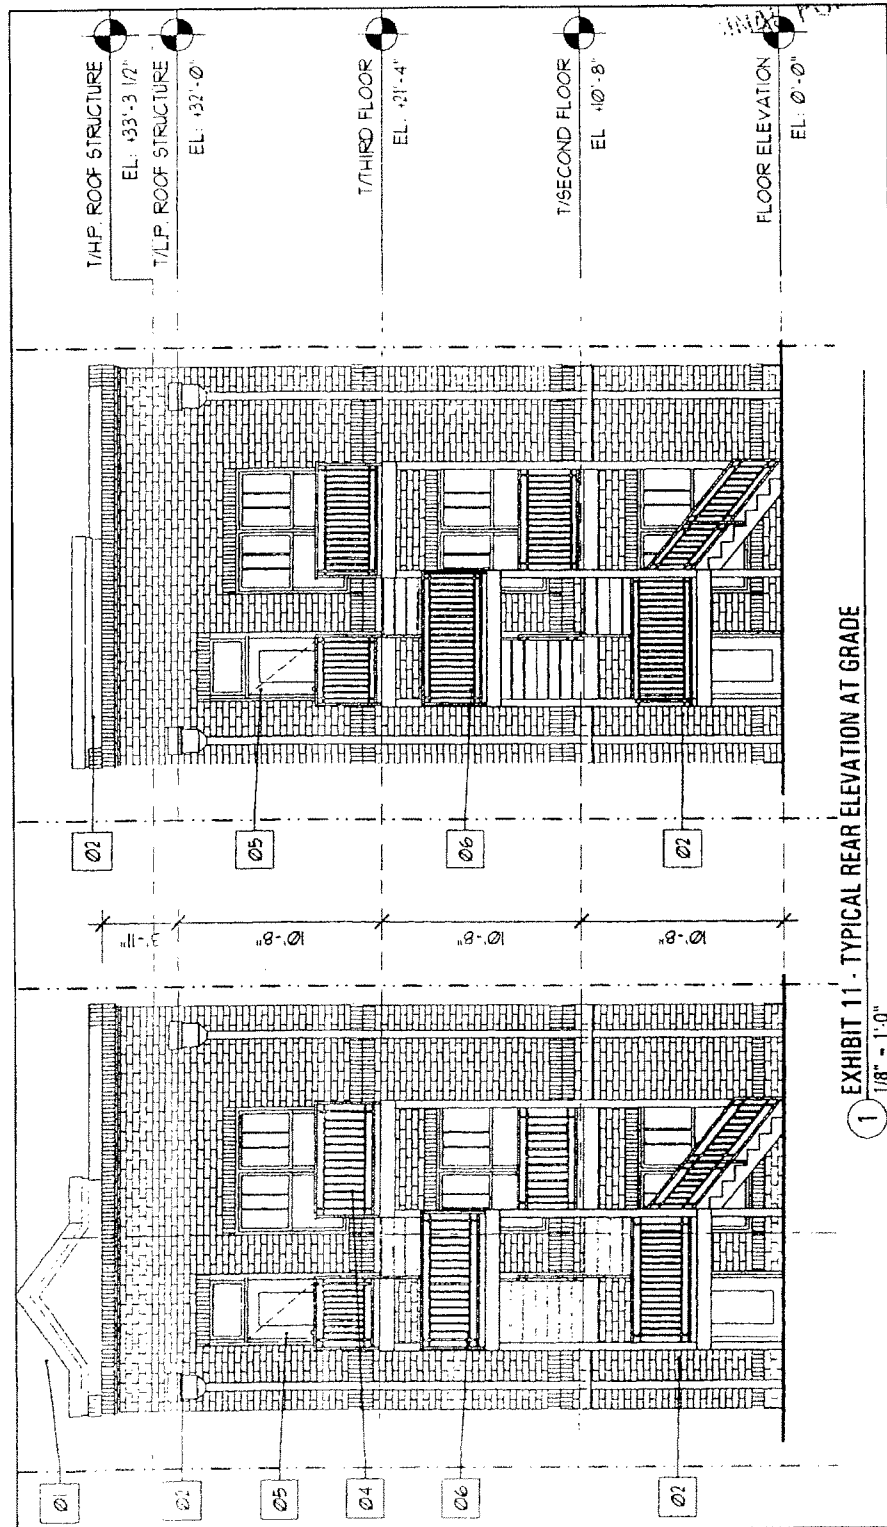 T/H.P. ROOF STRUCTURE
EL: +33'-3 1/2"
T/L.P. ROOF STRUCTURE
EL: +32'-0"
T/THIRD FLOOR
EL: +21'-4"
T/SECOND FLOOR
EL +10'-8"
FLOOR ELEVATION
EL: 0'-0"
02
05
06
02
3'-11"
10'-8"
10'-8"
10'-8"
01
02
05
04
06
02
1
EXHIBIT 11 - TYPICAL REAR ELEVATION AT GRADE
1/8" = 1'-0"